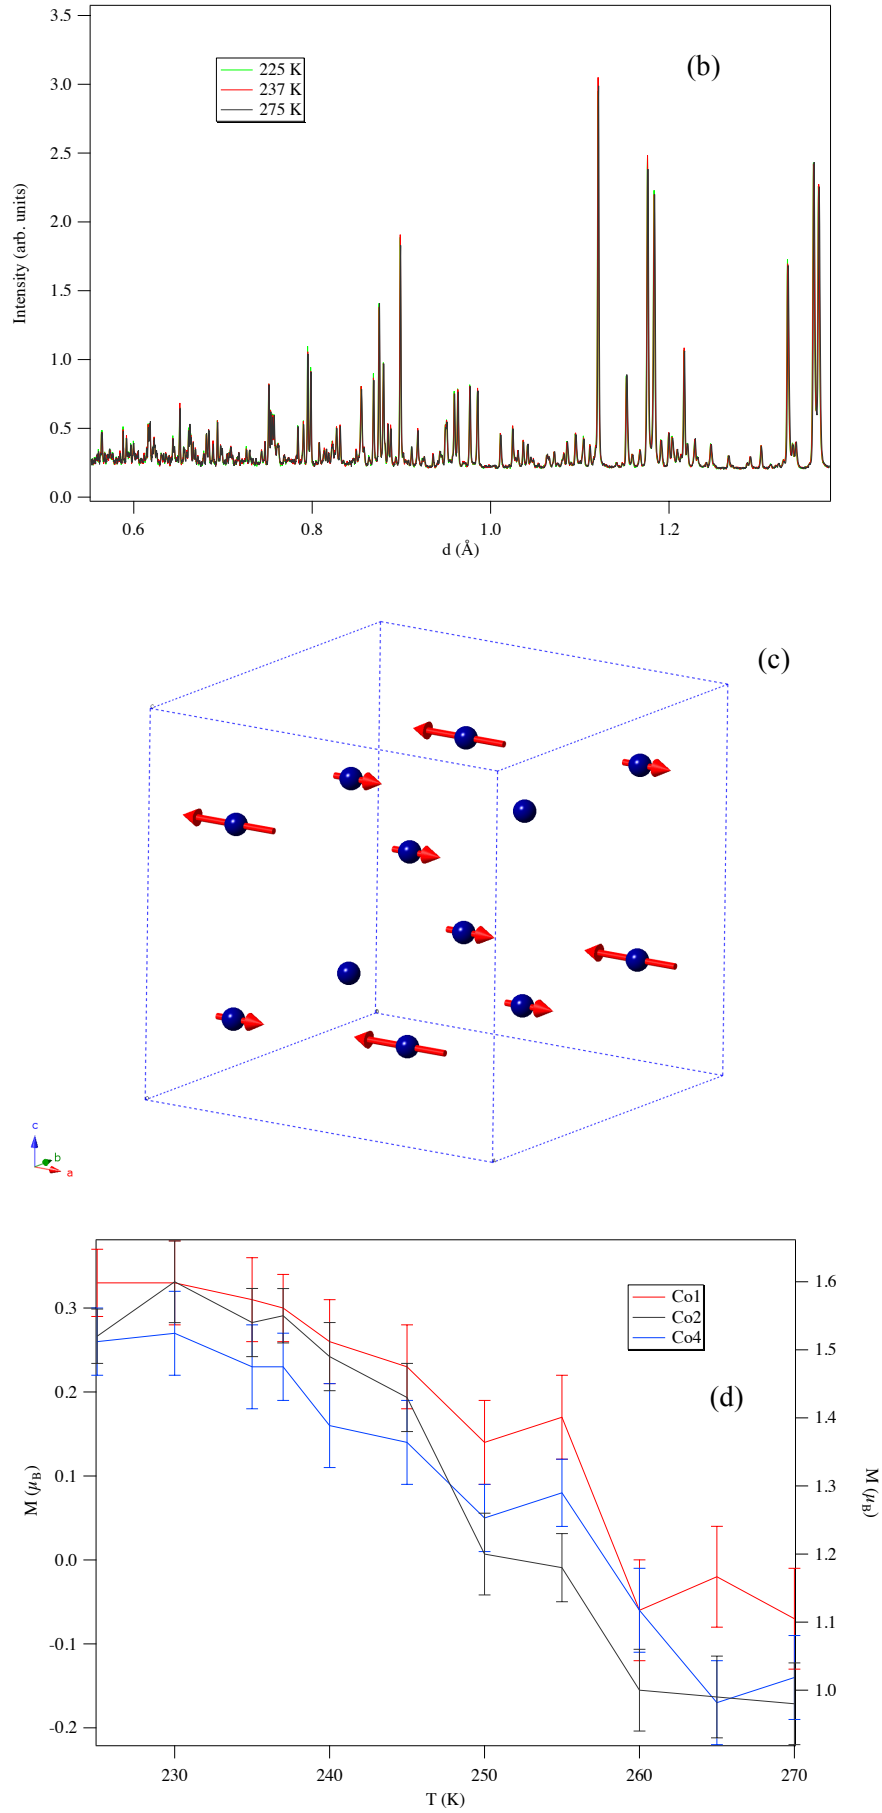 (b)
225 K
237 K
275 K
3.5
3.0
2.5
2.0
1.5
1.0
0.5
0.0
Intensity (arb. units)
0.6 0.8 1.0 1.2
d (Å)
(c)
c
b
a
(d)
Co1
Co2
Co4
0.3
0.2
0.1
0.0
-0.1
-0.2
M (μB)
1.6
1.5
1.4
1.3
1.2
1.1
1.0
M (μB)
230 240 250 260 270
T (K)